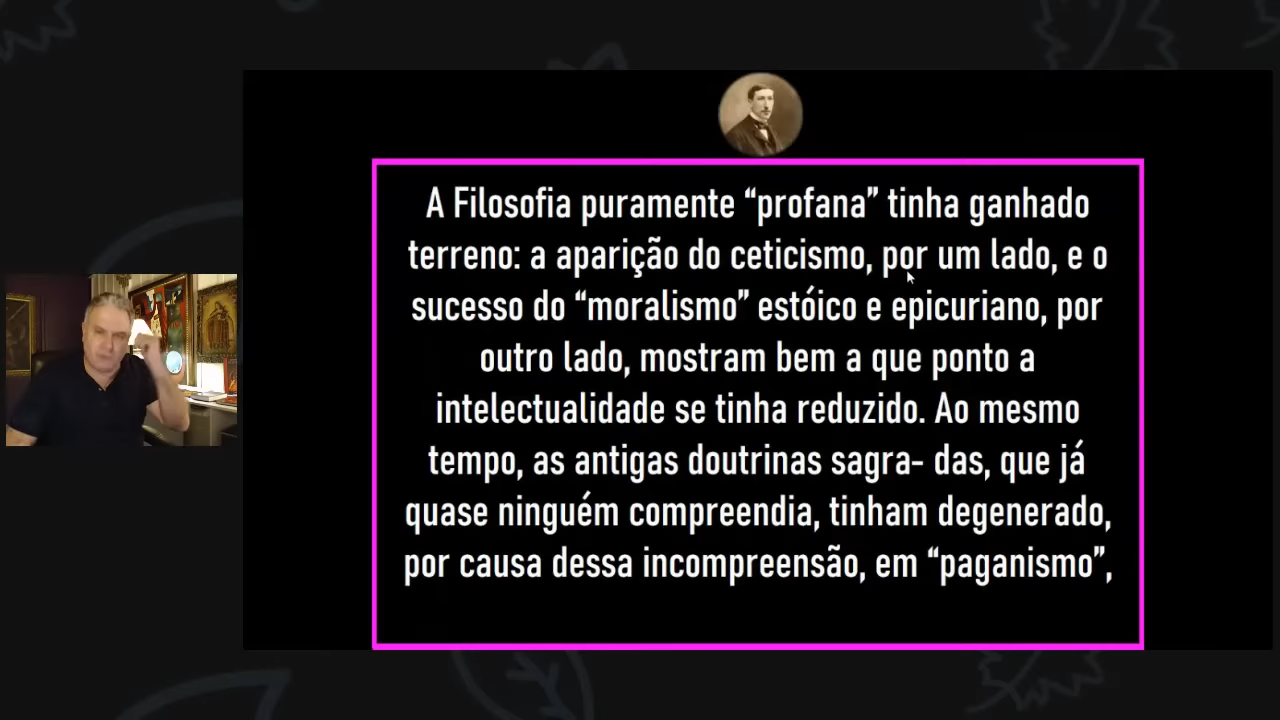 A Filosofia puramente “profana” tinha ganhado
terreno: a aparição do ceticismo, por um lado, e o
sucesso do “moralismo” estóico e epicuriano, por
outro lado, mostram bem a que ponto a
intelectualidade se tinha reduzido. Ao mesmo
tempo, as antigas doutrinas sagra- das, que já
quase ninguém compreendia, tinham degenerado,
por causa dessa incompreensão, em “paganismo”,